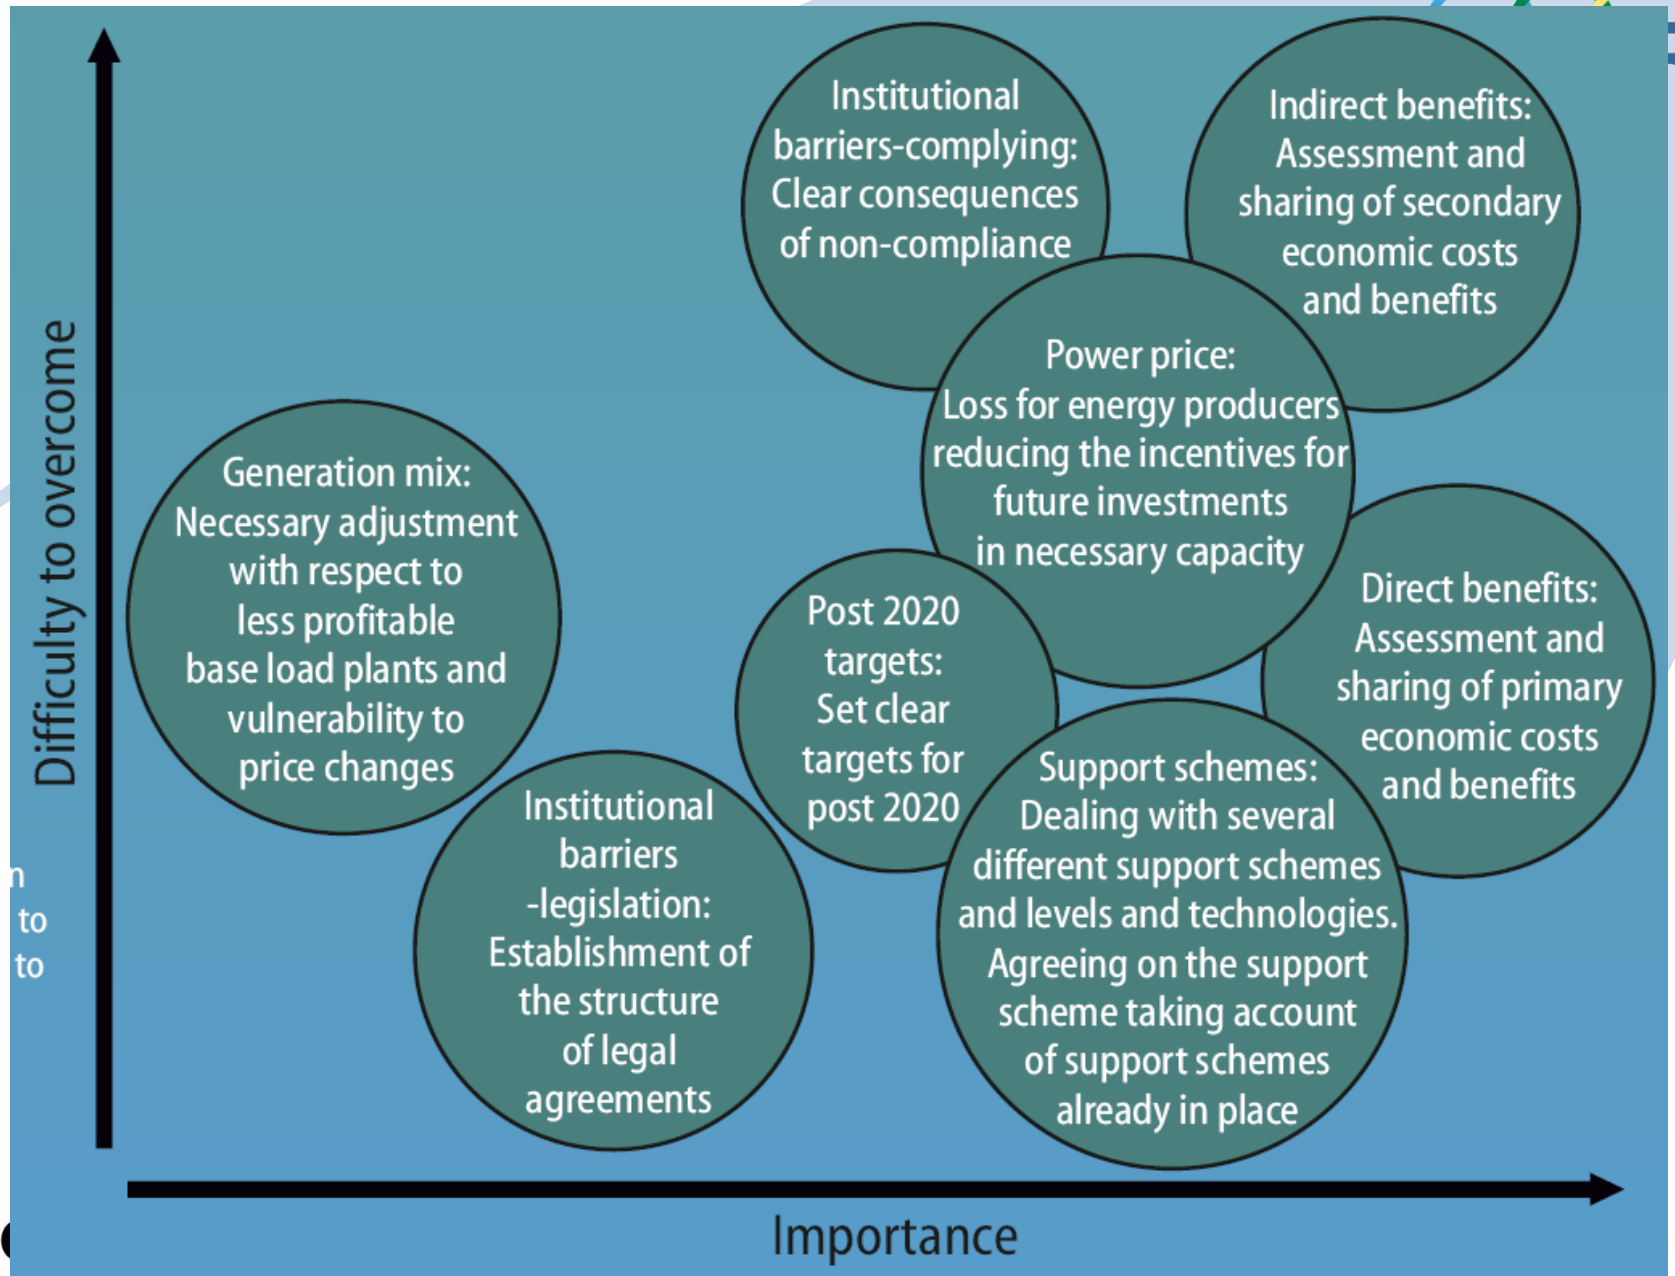 Difficulty to overcome
Institutional
barriers-complying:
Clear consequences
of non-compliance
Indirect benefits:
Assessment and
sharing of secondary
economic costs
and benefits
Power price:
Loss for energy producers
reducing the incentives for
future investments
in necessary capacity
Generation mix:
Necessary adjustment
with respect to
less profitable
base load plants and
vulnerability to
price changes
Post 2020
targets:
Set clear
targets for
post 2020
Direct benefits:
Assessment and
sharing of primary
economic costs
and benefits
Institutional
barriers
-legislation:
Establishment of
the structure
of legal
agreements
Support schemes:
Dealing with several
different support schemes
and levels and technologies.
Agreeing on the support
scheme taking account
of support schemes
already in place
n
to
to
Importance